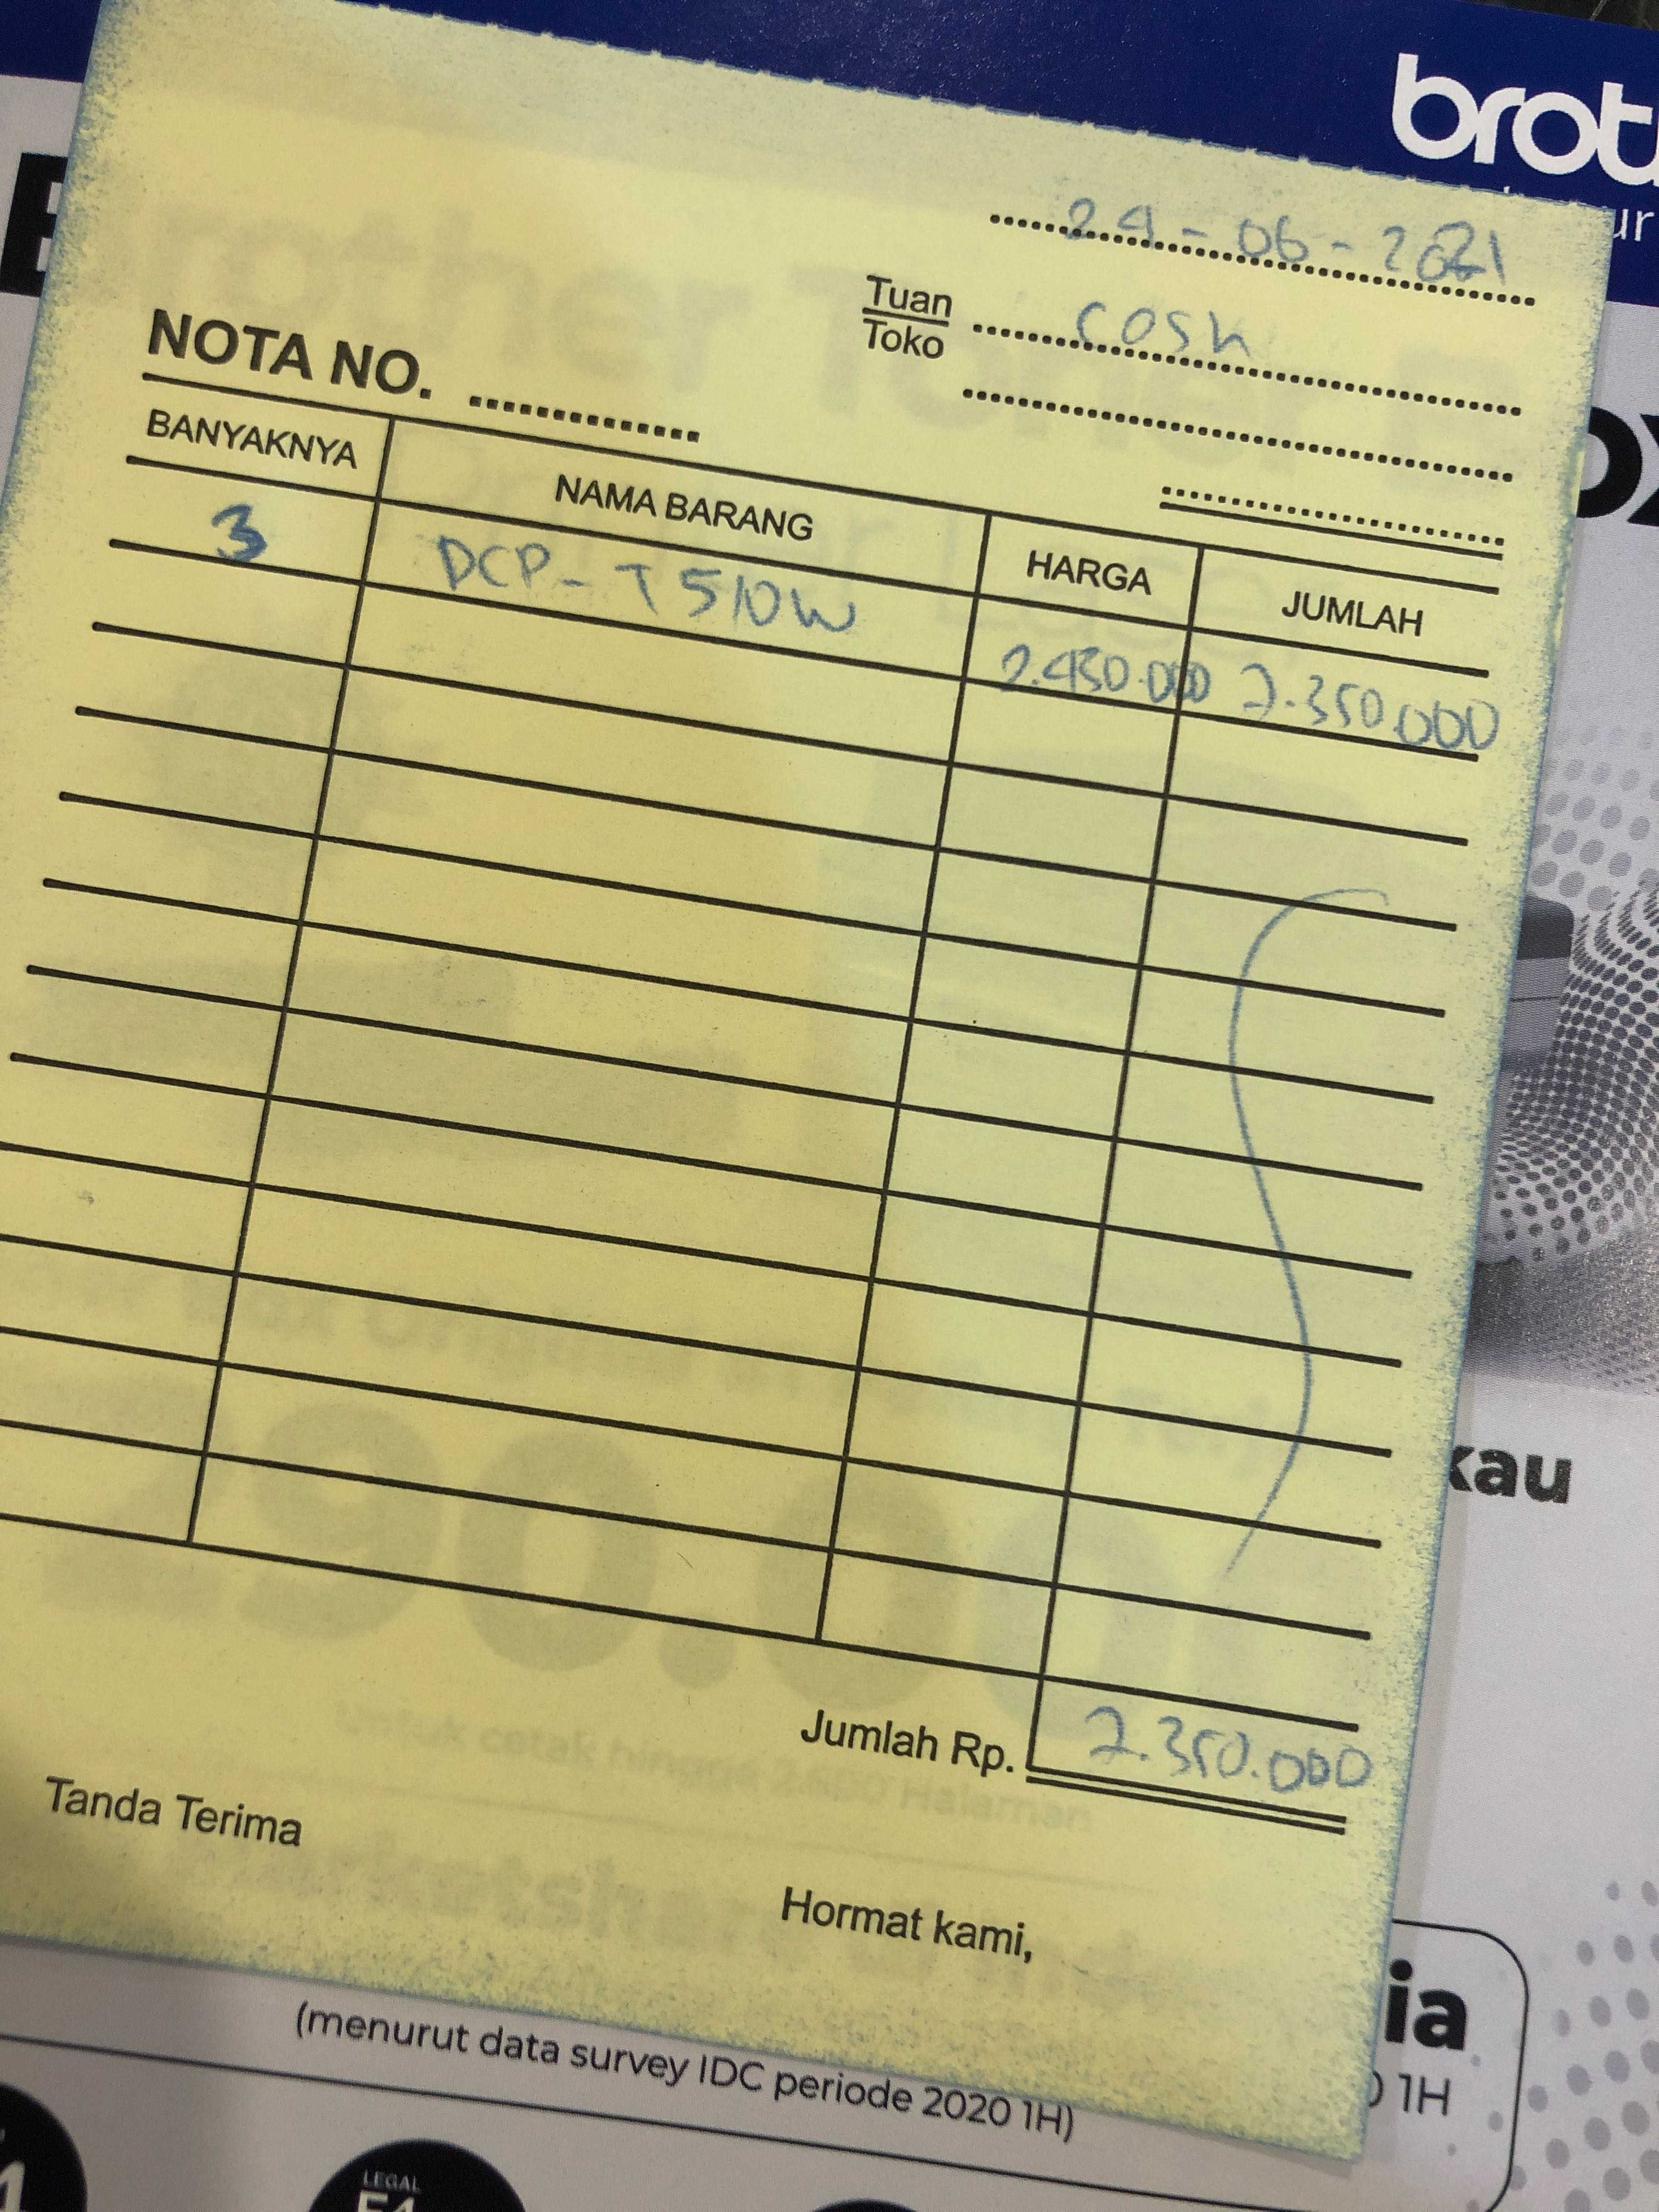 brot
24-06-2021
Tuan
Toko
Cash
NOTA NO.
BANYAKNYA NAMA BARANG HARGA JUMLAH
3 DCP-T510W 2.450.000 2.350.000
kau
Jumlah Rp. 2.350.000
Tanda Terima
Hormat kami,
ia
(menurut data survey IDC periode 2020 1H)
1H
LEGAL